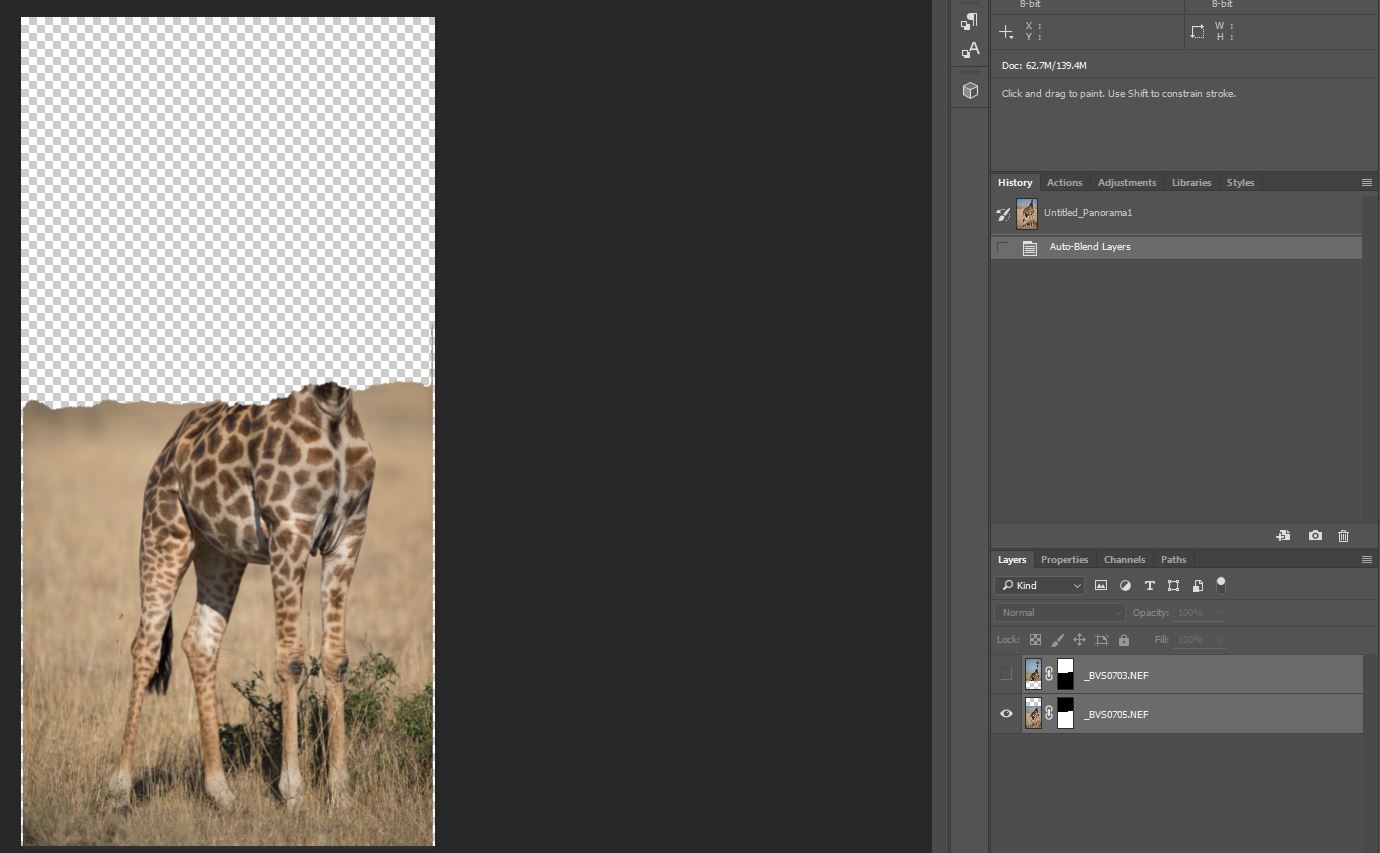 8-bit 8-bit
X : W :
Y : H :
Doc: 62.7M/139.4M
Click and drag to paint. Use Shift to constrain stroke.
History Actions Adjustments Libraries Styles
Untitled_Panorama1
Auto-Blend Layers
Layers Properties Channels Paths
Kind
Normal Opacity: 100%
Lock: Fill: 100%
_BVS0703.NEF
_BVS0705.NEF